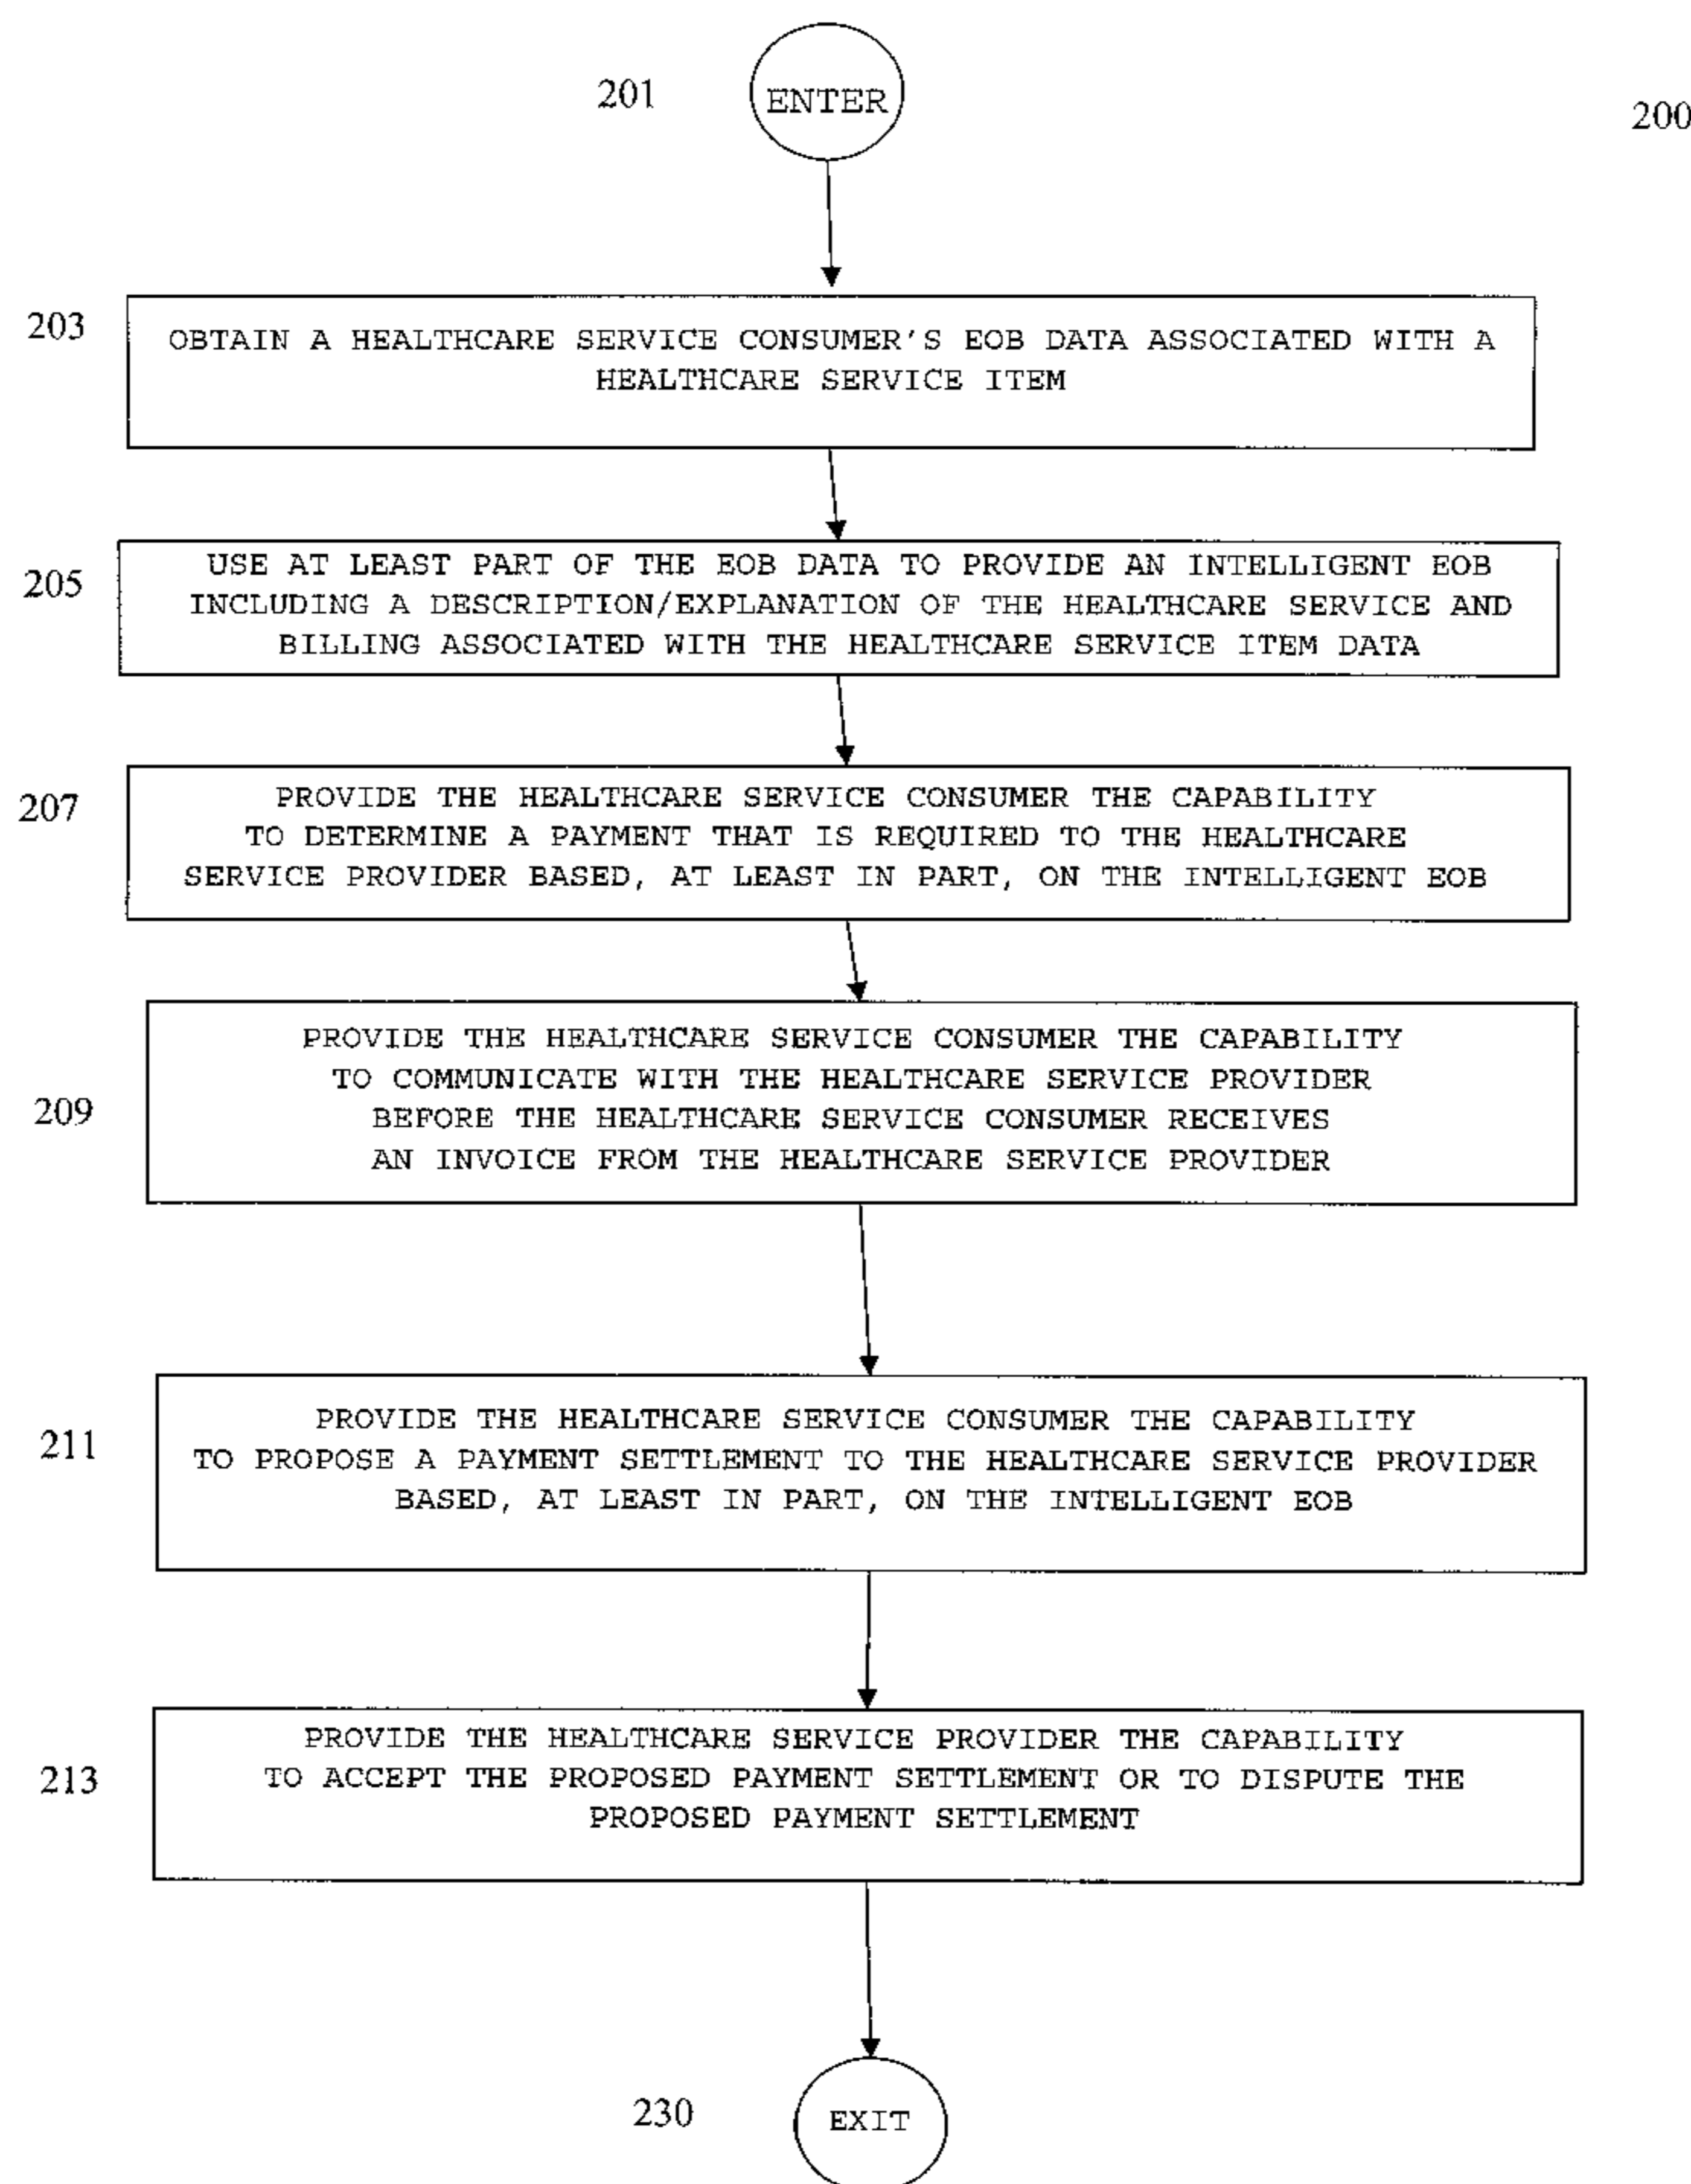 201
ENTER
200
203
OBTAIN A HEALTHCARE SERVICE CONSUMER'S EOB DATA ASSOCIATED WITH A
HEALTHCARE SERVICE ITEM
205
USE AT LEAST PART OF THE EOB DATA TO PROVIDE AN INTELLIGENT EOB
INCLUDING A DESCRIPTION/EXPLANATION OF THE HEALTHCARE SERVICE AND
BILLING ASSOCIATED WITH THE HEALTHCARE SERVICE ITEM DATA
207
PROVIDE THE HEALTHCARE SERVICE CONSUMER THE CAPABILITY
TO DETERMINE A PAYMENT THAT IS REQUIRED TO THE HEALTHCARE
SERVICE PROVIDER BASED, AT LEAST IN PART, ON THE INTELLIGENT EOB
209
PROVIDE THE HEALTHCARE SERVICE CONSUMER THE CAPABILITY
TO COMMUNICATE WITH THE HEALTHCARE SERVICE PROVIDER
BEFORE THE HEALTHCARE SERVICE CONSUMER RECEIVES
AN INVOICE FROM THE HEALTHCARE SERVICE PROVIDER
211
PROVIDE THE HEALTHCARE SERVICE CONSUMER THE CAPABILITY
TO PROPOSE A PAYMENT SETTLEMENT TO THE HEALTHCARE SERVICE PROVIDER
BASED, AT LEAST IN PART, ON THE INTELLIGENT EOB
213
PROVIDE THE HEALTHCARE SERVICE PROVIDER THE CAPABILITY
TO ACCEPT THE PROPOSED PAYMENT SETTLEMENT OR TO DISPUTE THE
PROPOSED PAYMENT SETTLEMENT
230
EXIT